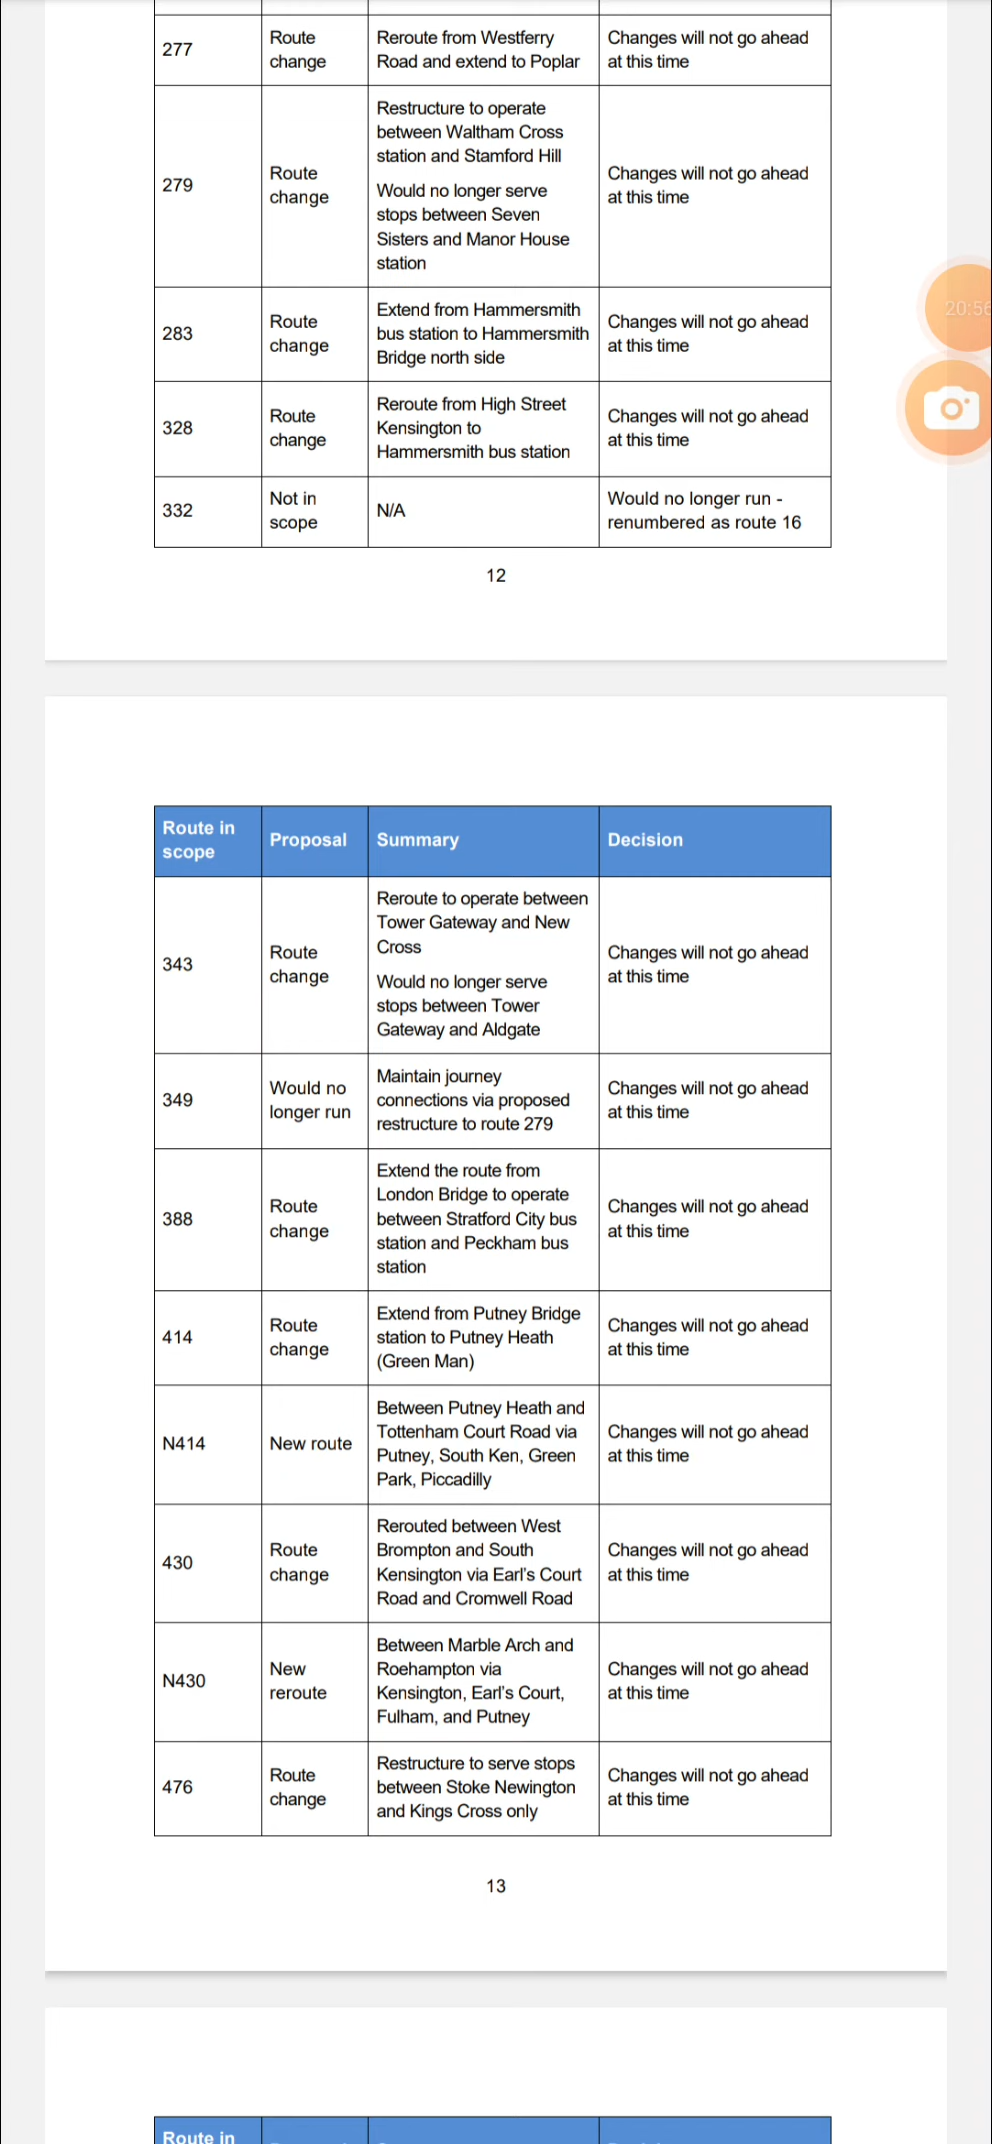 277
Route
change
Reroute from Westferry
Road and extend to Poplar
Changes will not go ahead
at this time
279
Route
change
Restructure to operate
between Waltham Cross
station and Stamford Hill
Would no longer serve
stops between Seven
Sisters and Manor House
station
Changes will not go ahead
at this time
283
Route
change
Extend from Hammersmith
bus station to Hammersmith
Bridge north side
Changes will not go ahead
at this time
328
Route
change
Reroute from High Street
Kensington to
Hammersmith bus station
Changes will not go ahead
at this time
332
Not in
scope
N/A
Would no longer run -
renumbered as route 16
12
20:56
Route in
scope
Proposal
Summary
Decision
343
Route
change
Reroute to operate between
Tower Gateway and New
Cross
Would no longer serve
stops between Tower
Gateway and Aldgate
Changes will not go ahead
at this time
349
Would no
longer run
Maintain journey
connections via proposed
restructure to route 279
Changes will not go ahead
at this time
388
Route
change
Extend the route from
London Bridge to operate
between Stratford City bus
station and Peckham bus
station
Changes will not go ahead
at this time
414
Route
change
Extend from Putney Bridge
station to Putney Heath
(Green Man)
Changes will not go ahead
at this time
N414
New route
Between Putney Heath and
Tottenham Court Road via
Putney, South Ken, Green
Park, Piccadilly
Changes will not go ahead
at this time
430
Route
change
Rerouted between West
Brompton and South
Kensington via Earl's Court
Road and Cromwell Road
Changes will not go ahead
at this time
N430
New
reroute
Between Marble Arch and
Roehampton via
Kensington, Earl's Court,
Fulham, and Putney
Changes will not go ahead
at this time
476
Route
change
Restructure to serve stops
between Stoke Newington
and Kings Cross only
Changes will not go ahead
at this time
13
Route in